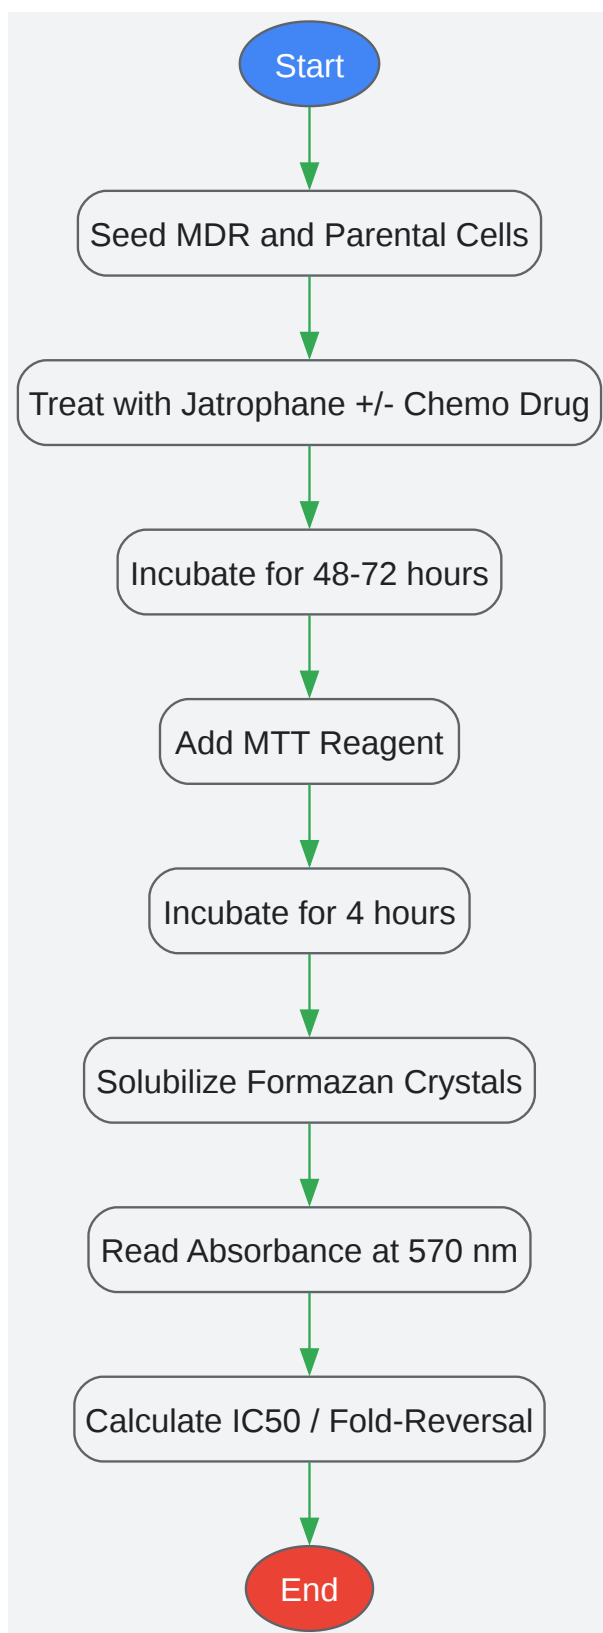 Start
Seed MDR and Parental Cells
Treat with Jatrophane +/- Chemo Drug
Incubate for 48-72 hours
Add MTT Reagent
Incubate for 4 hours
Solubilize Formazan Crystals
Read Absorbance at 570 nm
Calculate IC50 / Fold-Reversal
End